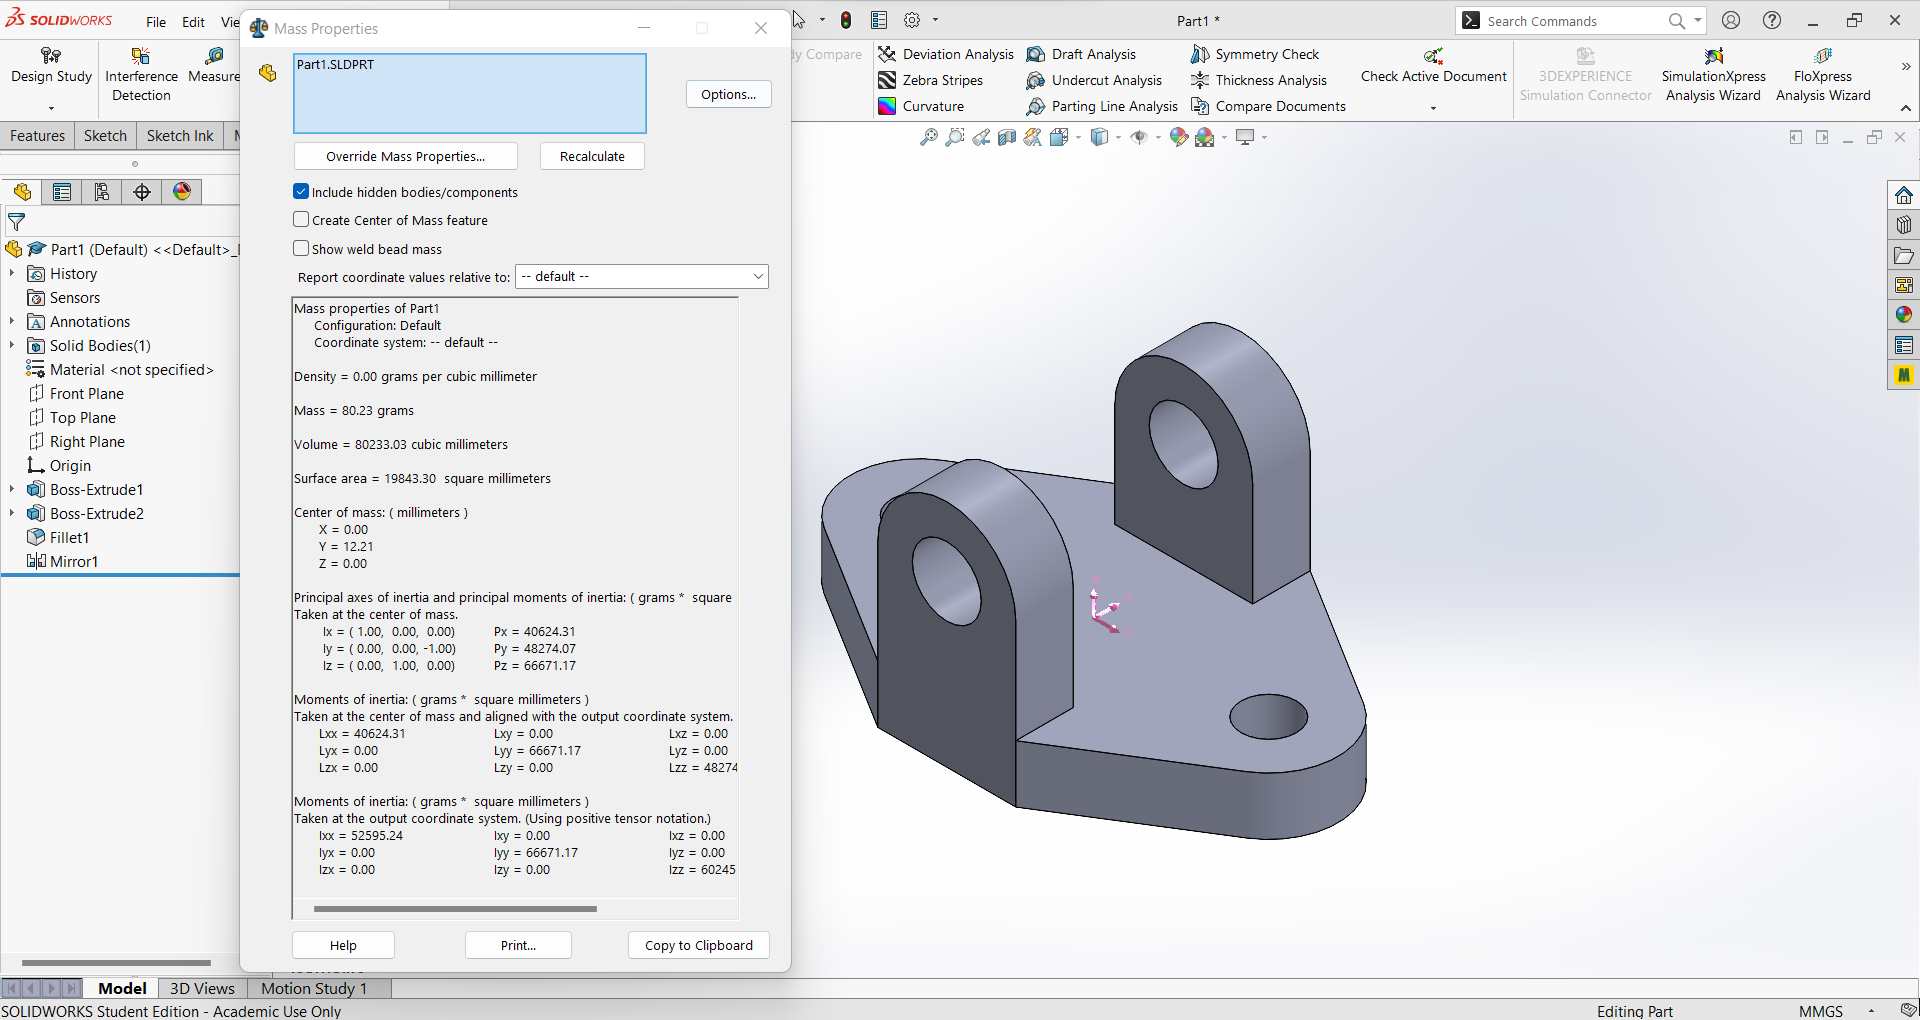 SOLIDWORKS
File Edit
Mass Properties
Part1 *
Search Commands
Design Study
Interference Detection
Measure
Part1.SLDPRT
Options...
Override Mass Properties...
Recalculate
Include hidden bodies/components
Create Center of Mass feature
Show weld bead mass
Report coordinate values relative to: -- default --
Mass properties of Part1
Configuration: Default
Coordinate system: -- default --
Density = 0.00 grams per cubic millimeter
Mass = 80.23 grams
Volume = 80233.03 cubic millimeters
Surface area = 19843.30 square millimeters
Center of mass: ( millimeters )
X = 0.00
Y = 12.21
Z = 0.00
Principal axes of inertia and principal moments of inertia: ( grams * square
Taken at the center of mass.
Ix = ( 1.00, 0.00, 0.00) Px = 40624.31
Iy = ( 0.00, 0.00, -1.00) Py = 48274.07
Iz = ( 0.00, 1.00, 0.00) Pz = 66671.17
Moments of inertia: ( grams * square millimeters )
Taken at the center of mass and aligned with the output coordinate system.
Lxx = 40624.31 Lxy = 0.00 Lxz = 0.00
Lyx = 0.00 Lyy = 66671.17 Lyz = 0.00
Lzx = 0.00 Lzy = 0.00 Lzz = 48274
Moments of inertia: ( grams * square millimeters )
Taken at the output coordinate system. (Using positive tensor notation.)
Ixx = 52595.24 Ixy = 0.00 Ixz = 0.00
Iyx = 0.00 Iyy = 66671.17 Iyz = 0.00
Izx = 0.00 Izy = 0.00 Izz = 60245
Help
Print...
Copy to Clipboard
Compare
Deviation Analysis
Zebra Stripes
Curvature
Draft Analysis
Undercut Analysis
Parting Line Analysis
Symmetry Check
Thickness Analysis
Compare Documents
Check Active Document
3DEXPERIENCE
Simulation Connector
SimulationXpress
Analysis Wizard
FloXpress
Analysis Wizard
Features
Sketch
Sketch Ink
Part1 (Default) <<Default>_
History
Sensors
Annotations
Solid Bodies(1)
Material <not specified>
Front Plane
Top Plane
Right Plane
Origin
Boss-Extrude1
Boss-Extrude2
Fillet1
Mirror1
M
Model
3D Views
Motion Study 1
SOLIDWORKS Student Edition - Academic Use Only
Editing Part
MMGS